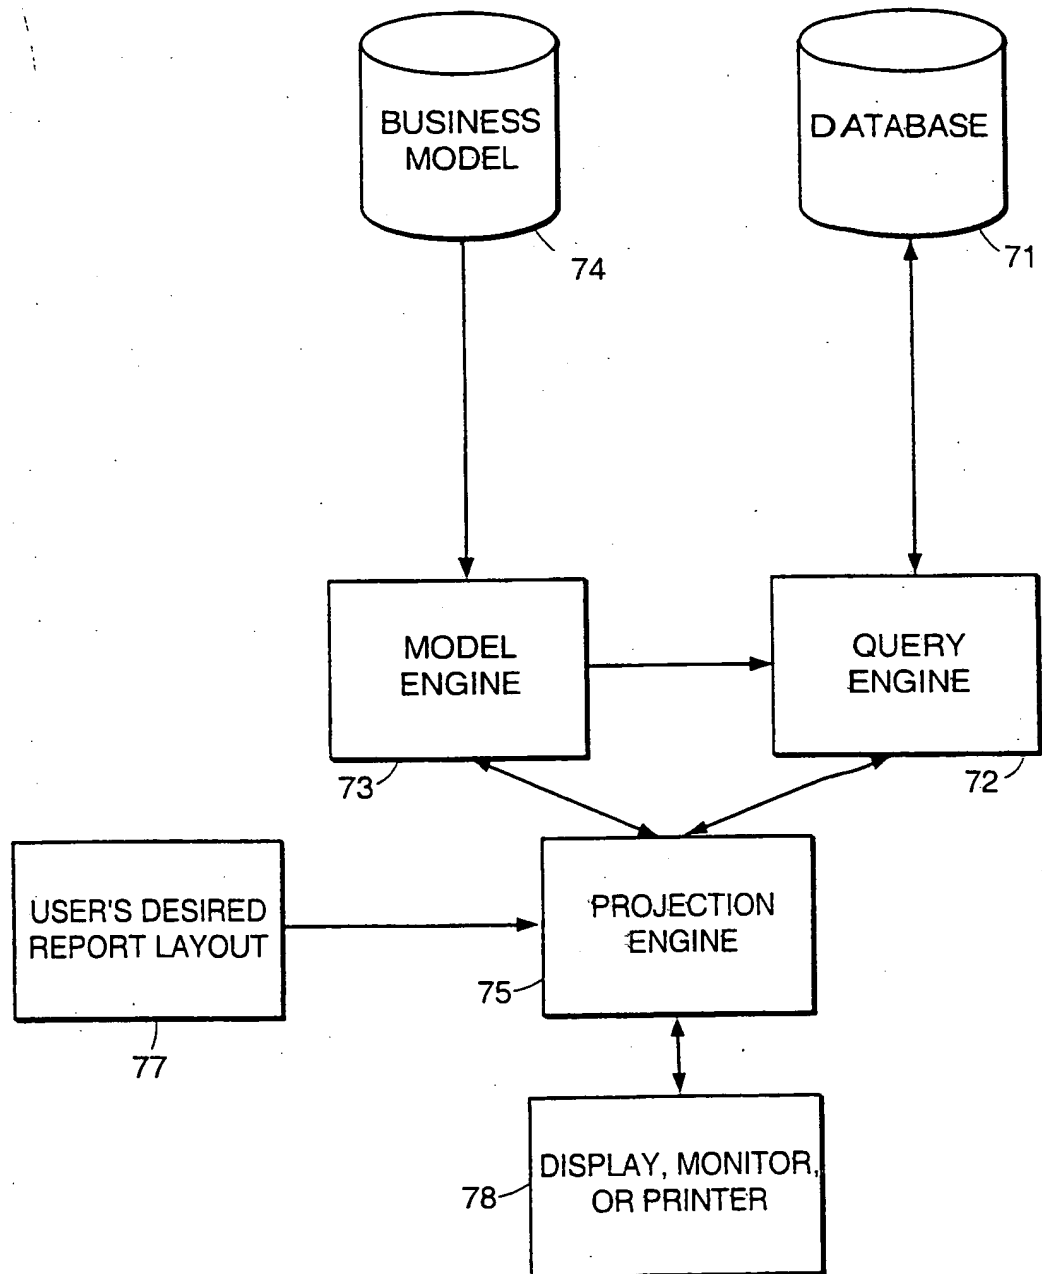 BUSINESS
MODEL
74
DATABASE
71
MODEL
ENGINE
73
QUERY
ENGINE
72
USER'S DESIRED
REPORT LAYOUT
77
PROJECTION
ENGINE
75
DISPLAY, MONITOR,
OR PRINTER
78